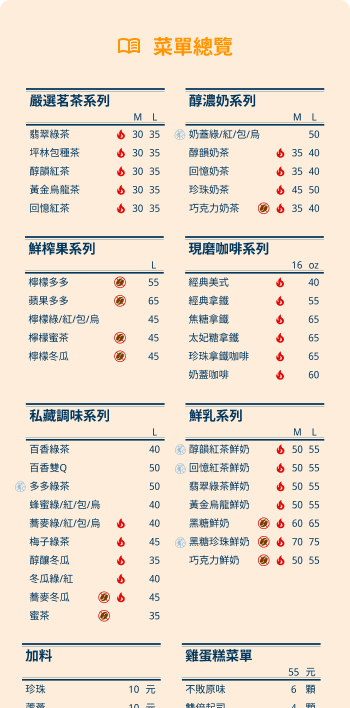 菜單總覽
嚴選茗茶系列
M L
翡翠綠茶 30 35
坪林包種茶 30 35
醇韻紅茶 30 35
黃金烏龍茶 30 35
回憶紅茶 30 35
醇濃奶系列
M L
奶蓋綠/紅/包/烏 50
醇韻奶茶 35 40
回憶奶茶 35 40
珍珠奶茶 45 50
巧克力奶茶 35 40
鮮榨果系列
L
檸檬多多 55
蘋果多多 65
檸檬綠/紅/包/烏 45
檸檬蜜茶 45
檸檬冬瓜 45
現磨咖啡系列
16 oz
經典美式 40
經典拿鐵 55
焦糖拿鐵 65
太妃糖拿鐵 65
珍珠拿鐵咖啡 65
奶蓋咖啡 60
私藏調味系列
L
百香綠茶 40
百香雙Q 50
多多綠茶 50
蜂蜜綠/紅/包/烏 40
蕎麥綠/紅/包/烏 40
梅子綠茶 45
醇釀冬瓜 35
冬瓜綠/紅 40
蕎麥冬瓜 45
蜜茶 35
鮮乳系列
M L
醇韻紅茶鮮奶 50 55
回憶紅茶鮮奶 50 55
翡翠綠茶鮮奶 50 55
黃金烏龍鮮奶 50 55
黑糖鮮奶 60 65
黑糖珍珠鮮奶 70 75
巧克力鮮奶 50 55
加料
珍珠 10 元
雞蛋糕菜單
55 元
不敗原味 6 顆